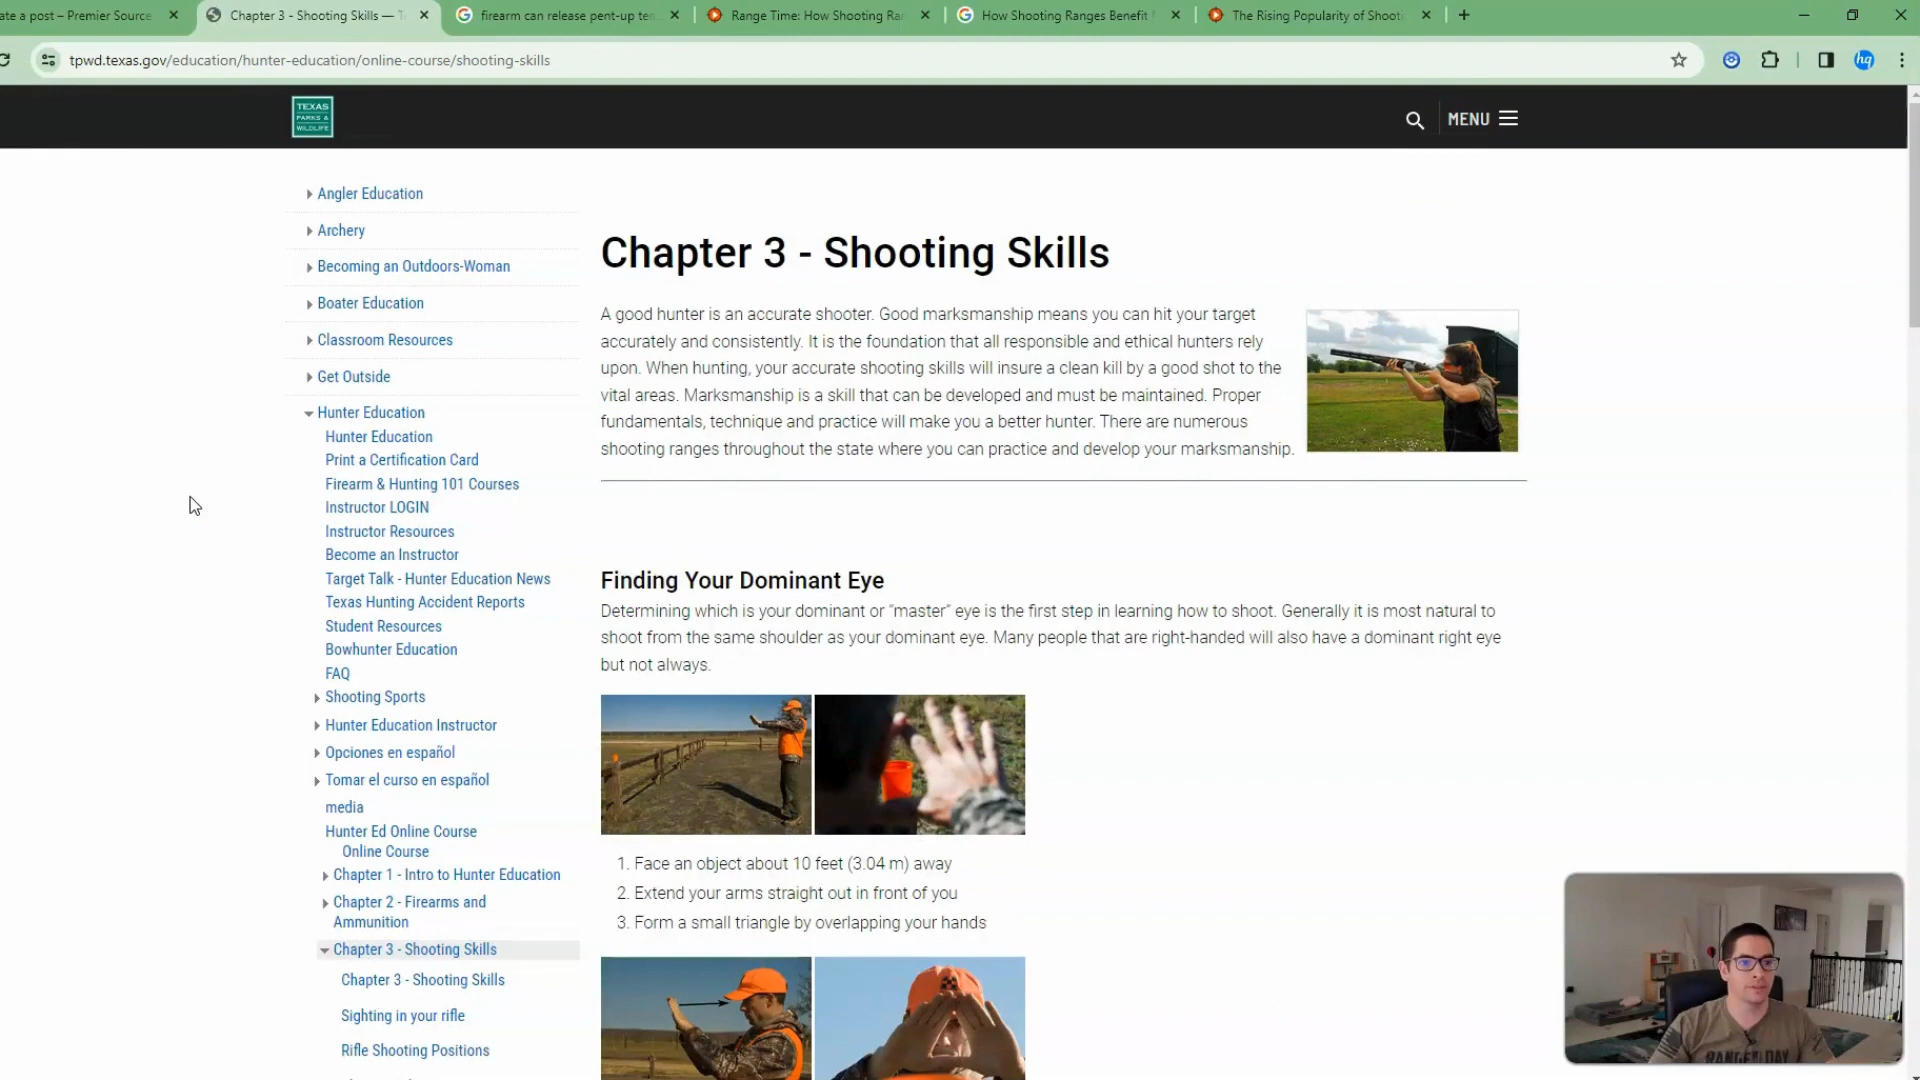 ate a post – Premier Source
Chapter 3 - Shooting Skills — T
firearm can release pent-up ten
Range Time: How Shooting Ra
How Shooting Ranges Benefit
The Rising Popularity of Shooti
tpwd.texas.gov/education/hunter-education/online-course/shooting-skills
hq
TEXAS
PARKS &
WILDLIFE
MENU
Angler Education
Archery
Becoming an Outdoors-Woman
Boater Education
Classroom Resources
Get Outside
Hunter Education
Hunter Education
Print a Certification Card
Firearm & Hunting 101 Courses
Instructor LOGIN
Instructor Resources
Become an Instructor
Target Talk - Hunter Education News
Texas Hunting Accident Reports
Student Resources
Bowhunter Education
FAQ
Shooting Sports
Hunter Education Instructor
Opciones en español
Tomar el curso en español
media
Hunter Ed Online Course
Online Course
Chapter 1 - Intro to Hunter Education
Chapter 2 - Firearms and
Ammunition
Chapter 3 - Shooting Skills
Chapter 3 - Shooting Skills
Sighting in your rifle
Rifle Shooting Positions
Chapter 3 - Shooting Skills
A good hunter is an accurate shooter. Good marksmanship means you can hit your target
accurately and consistently. It is the foundation that all responsible and ethical hunters rely
upon. When hunting, your accurate shooting skills will insure a clean kill by a good shot to the
vital areas. Marksmanship is a skill that can be developed and must be maintained. Proper
fundamentals, technique and practice will make you a better hunter. There are numerous
shooting ranges throughout the state where you can practice and develop your marksmanship.
Finding Your Dominant Eye
Determining which is your dominant or “master” eye is the first step in learning how to shoot. Generally it is most natural to
shoot from the same shoulder as your dominant eye. Many people that are right-handed will also have a dominant right eye
but not always.
1. Face an object about 10 feet (3.04 m) away
2. Extend your arms straight out in front of you
3. Form a small triangle by overlapping your hands